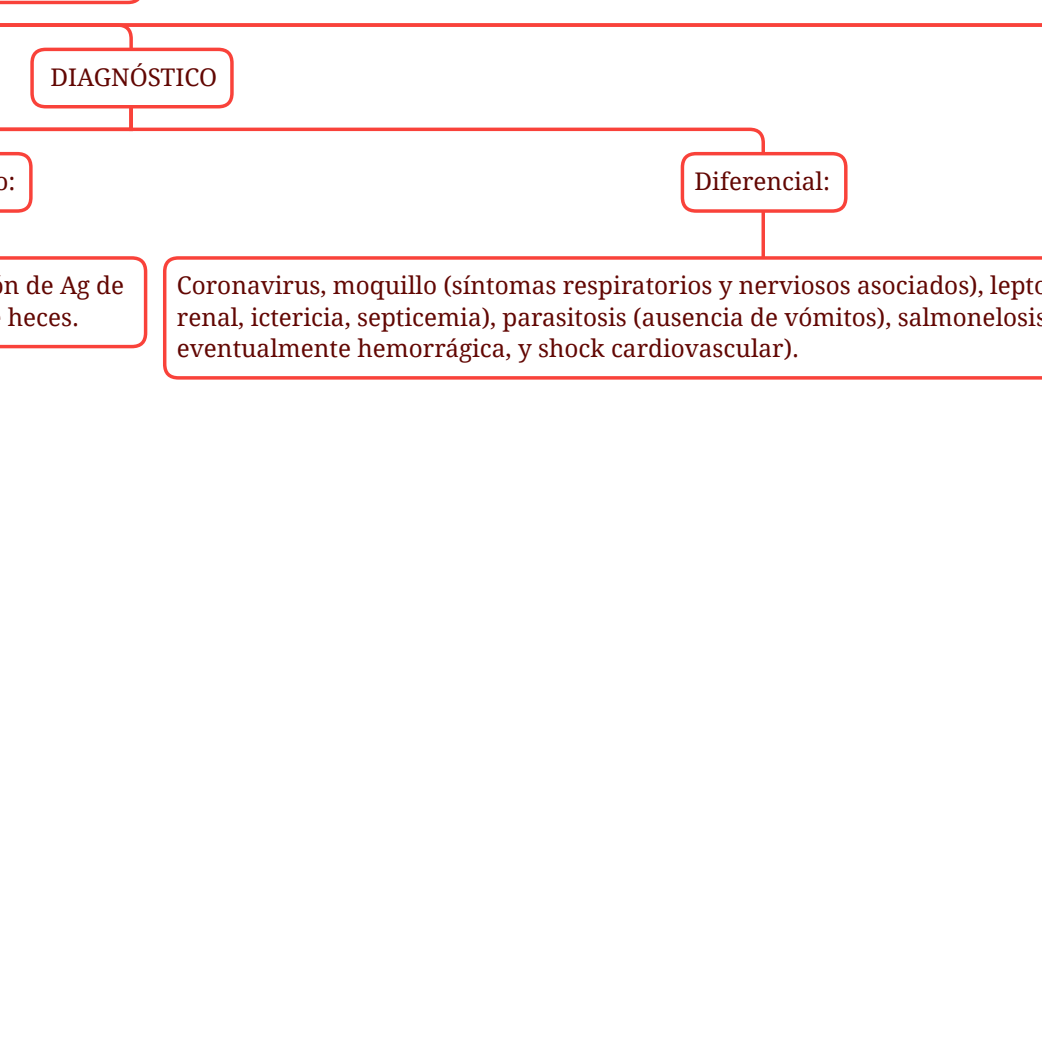 DIAGNÓSTICO
o:
Diferencial:
ón de Ag de
heces.
Coronavirus, moquillo (síntomas respiratorios y nerviosos asociados), lepto
renal, ictericia, septicemia), parasitosis (ausencia de vómitos), salmonelosis
eventualmente hemorrágica, y shock cardiovascular).